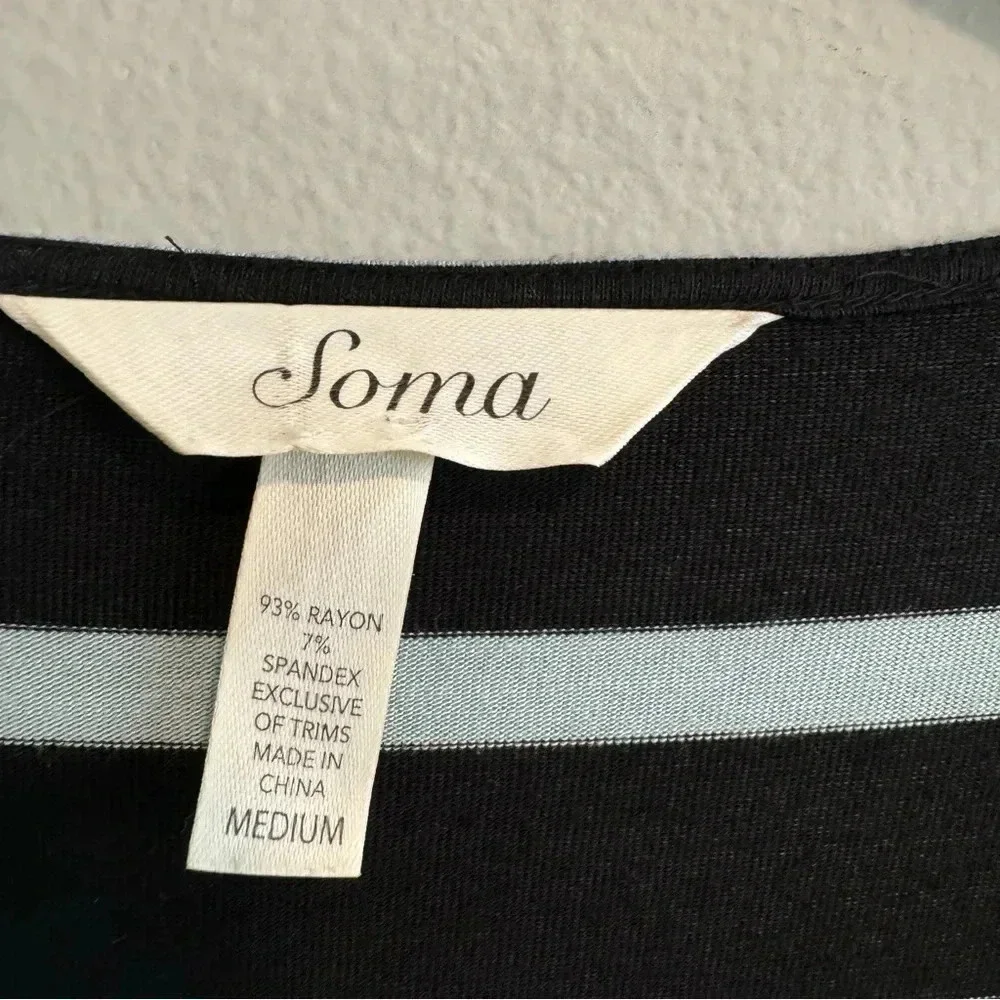 Soma
93% RAYON
7%
SPANDEX
EXCLUSIVE
OF TRIMS
MADE IN
CHINA
MEDIUM